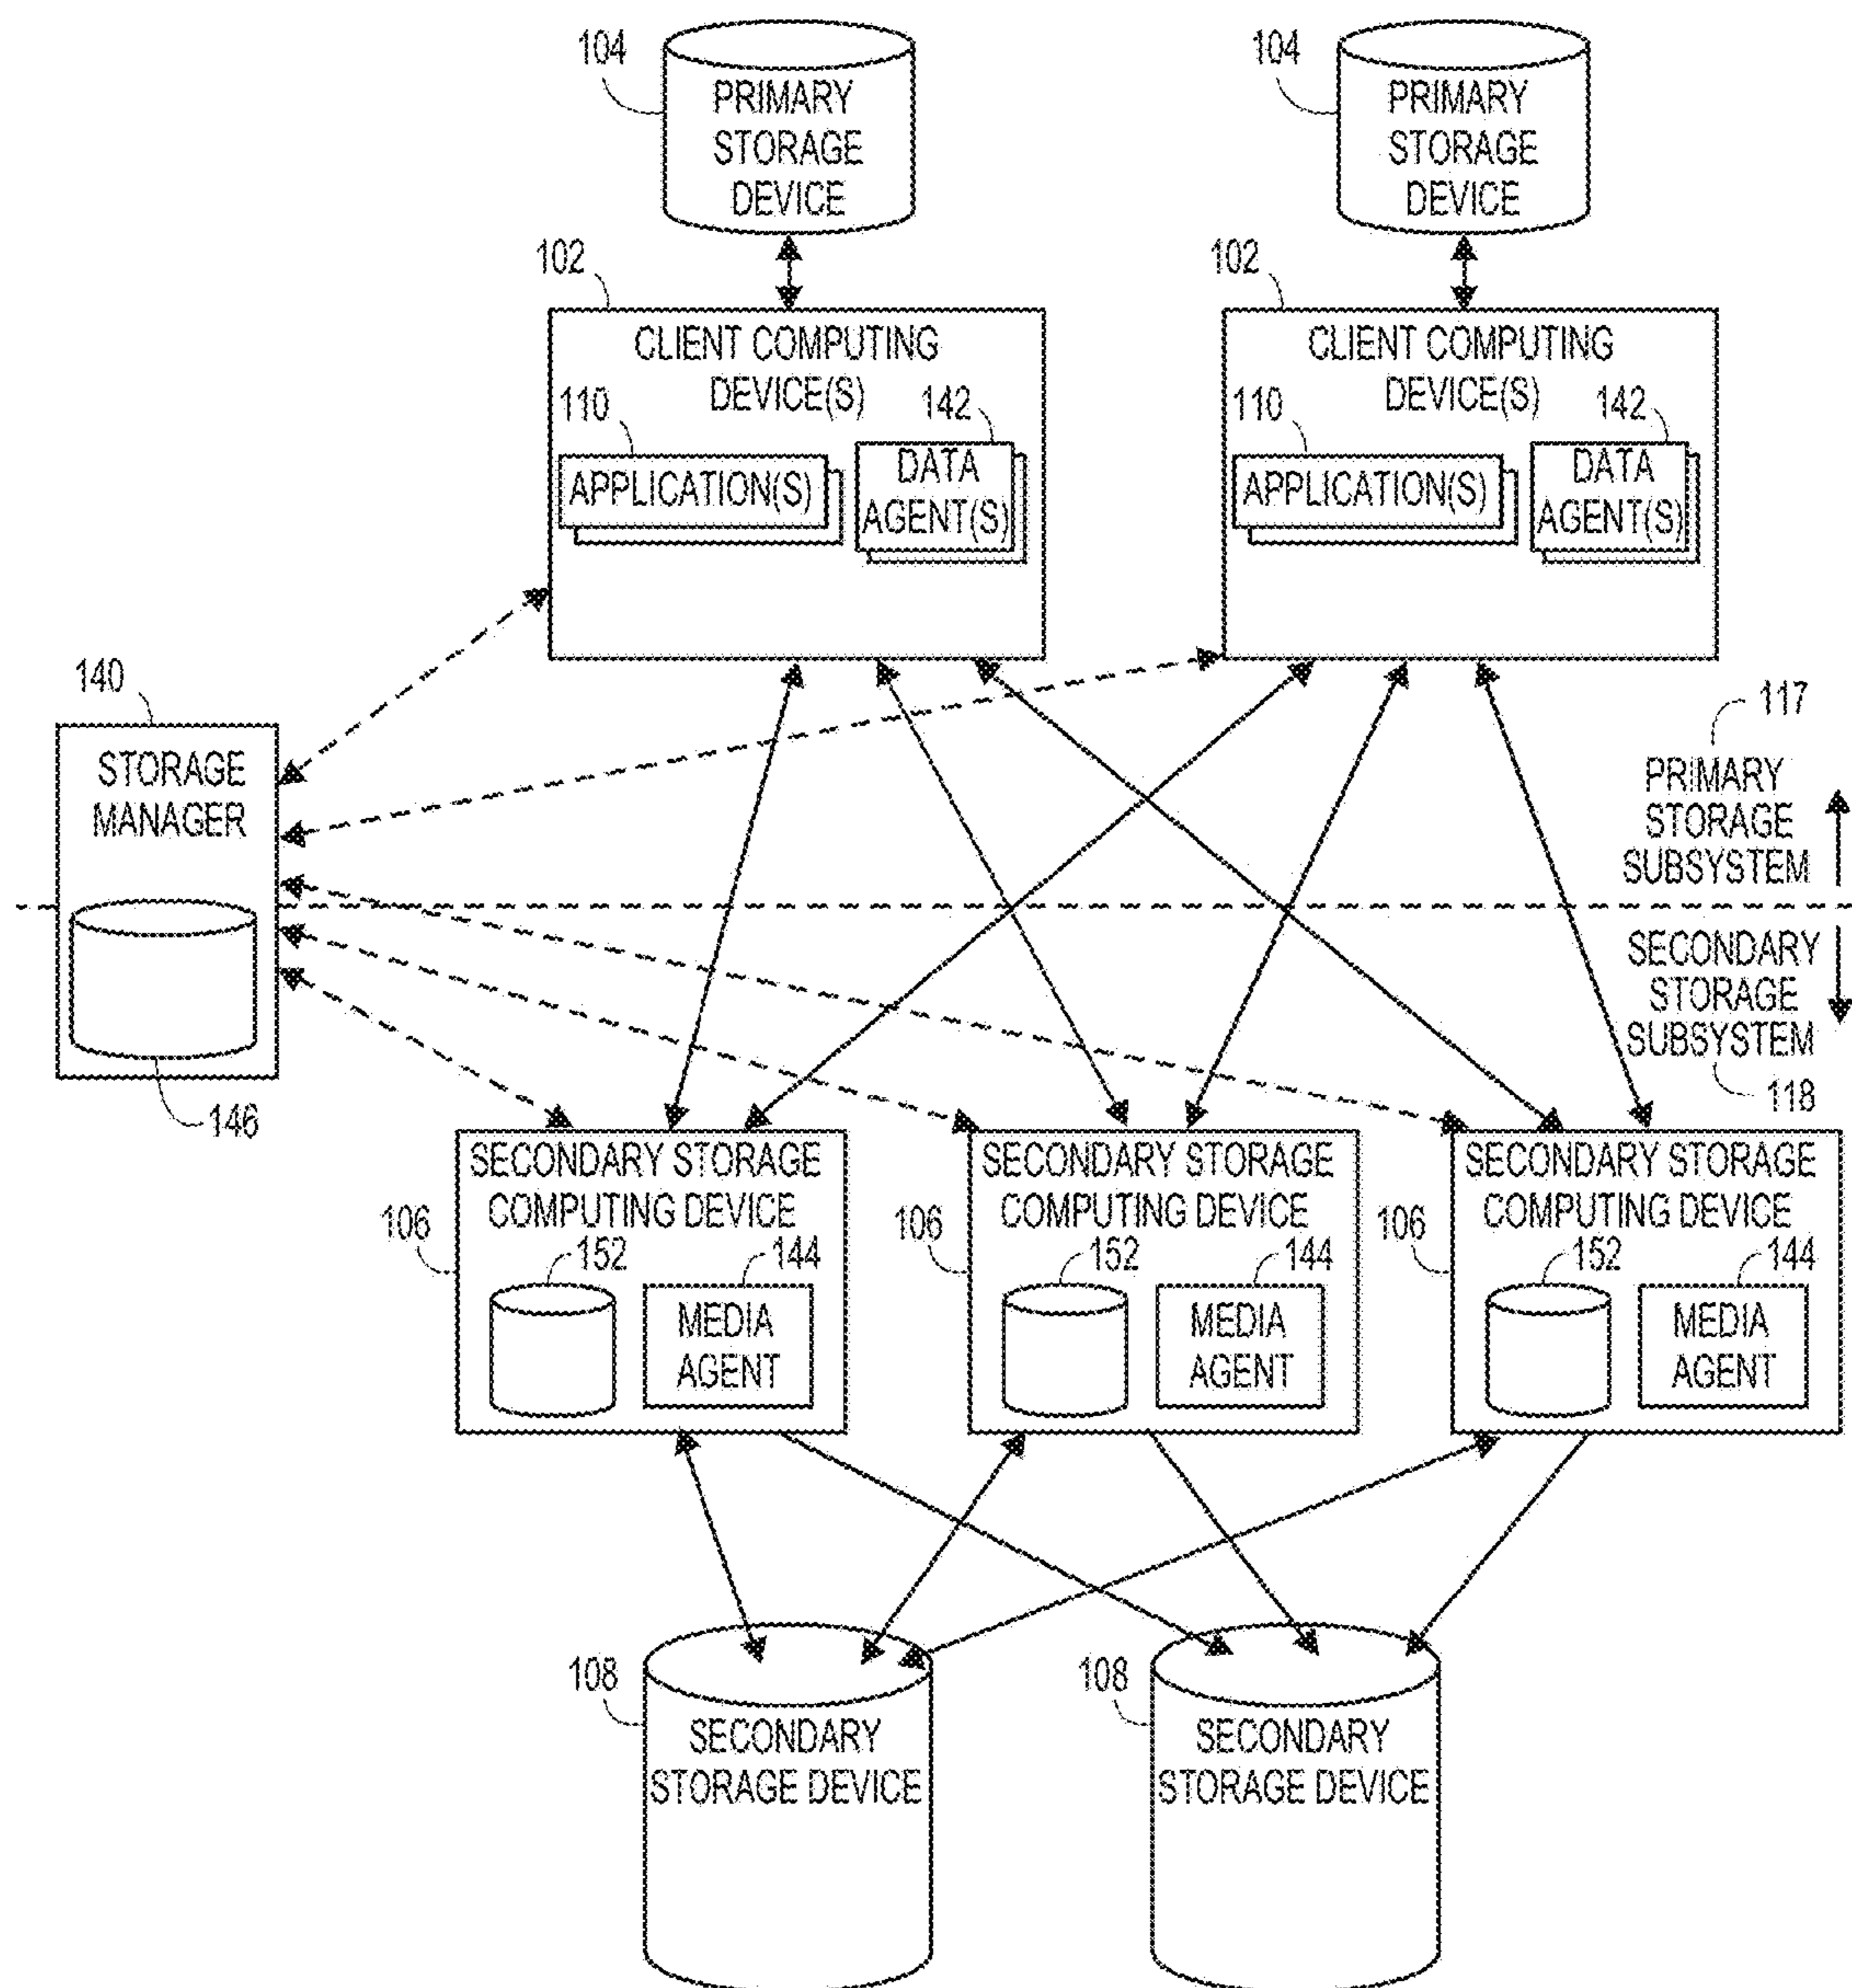 104
PRIMARY
STORAGE
DEVICE
104
PRIMARY
STORAGE
DEVICE
102
CLIENT COMPUTING
DEVICE(S)
110
142
APPLICATION(S)
DATA
AGENT(S)
102
CLIENT COMPUTING
DEVICE(S)
110
142
APPLICATION(S)
DATA
AGENT(S)
140
STORAGE
MANAGER
146
117
PRIMARY
STORAGE
SUBSYSTEM
SECONDARY
STORAGE
SUBSYSTEM
118
SECONDARY STORAGE
COMPUTING DEVICE
106
152
144
MEDIA
AGENT
SECONDARY STORAGE
COMPUTING DEVICE
106
152
144
MEDIA
AGENT
SECONDARY STORAGE
COMPUTING DEVICE
106
152
144
MEDIA
AGENT
108
SECONDARY
STORAGE DEVICE
108
SECONDARY
STORAGE DEVICE